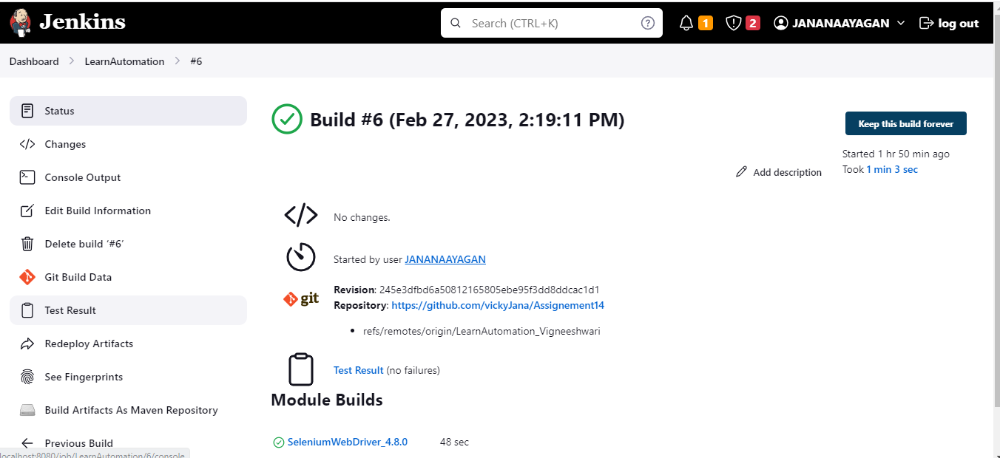 Jenkins
Search (CTRL+K)
1
2
JANANAAYAGAN
log out
Dashboard > LearnAutomation > #6
Status
Changes
Console Output
Edit Build Information
Delete build ‘#6’
Git Build Data
Test Result
Redeploy Artifacts
See Fingerprints
Build Artifacts As Maven Repository
Previous Build
localhost:8080/job/LearnAutomation/6/console
Build #6 (Feb 27, 2023, 2:19:11 PM)
Keep this build forever
Started 1 hr 50 min ago
Took 1 min 3 sec
Add description
No changes.
Started by user JANANAAYAGAN
git
Revision: 245e3dfbd6a50812165805ebe95f3dd8ddcac1d1
Repository: https://github.com/vickyJana/Assignement14
• refs/remotes/origin/LearnAutomation_Vigneeshwari
Test Result (no failures)
Module Builds
SeleniumWebDriver_4.8.0 48 sec